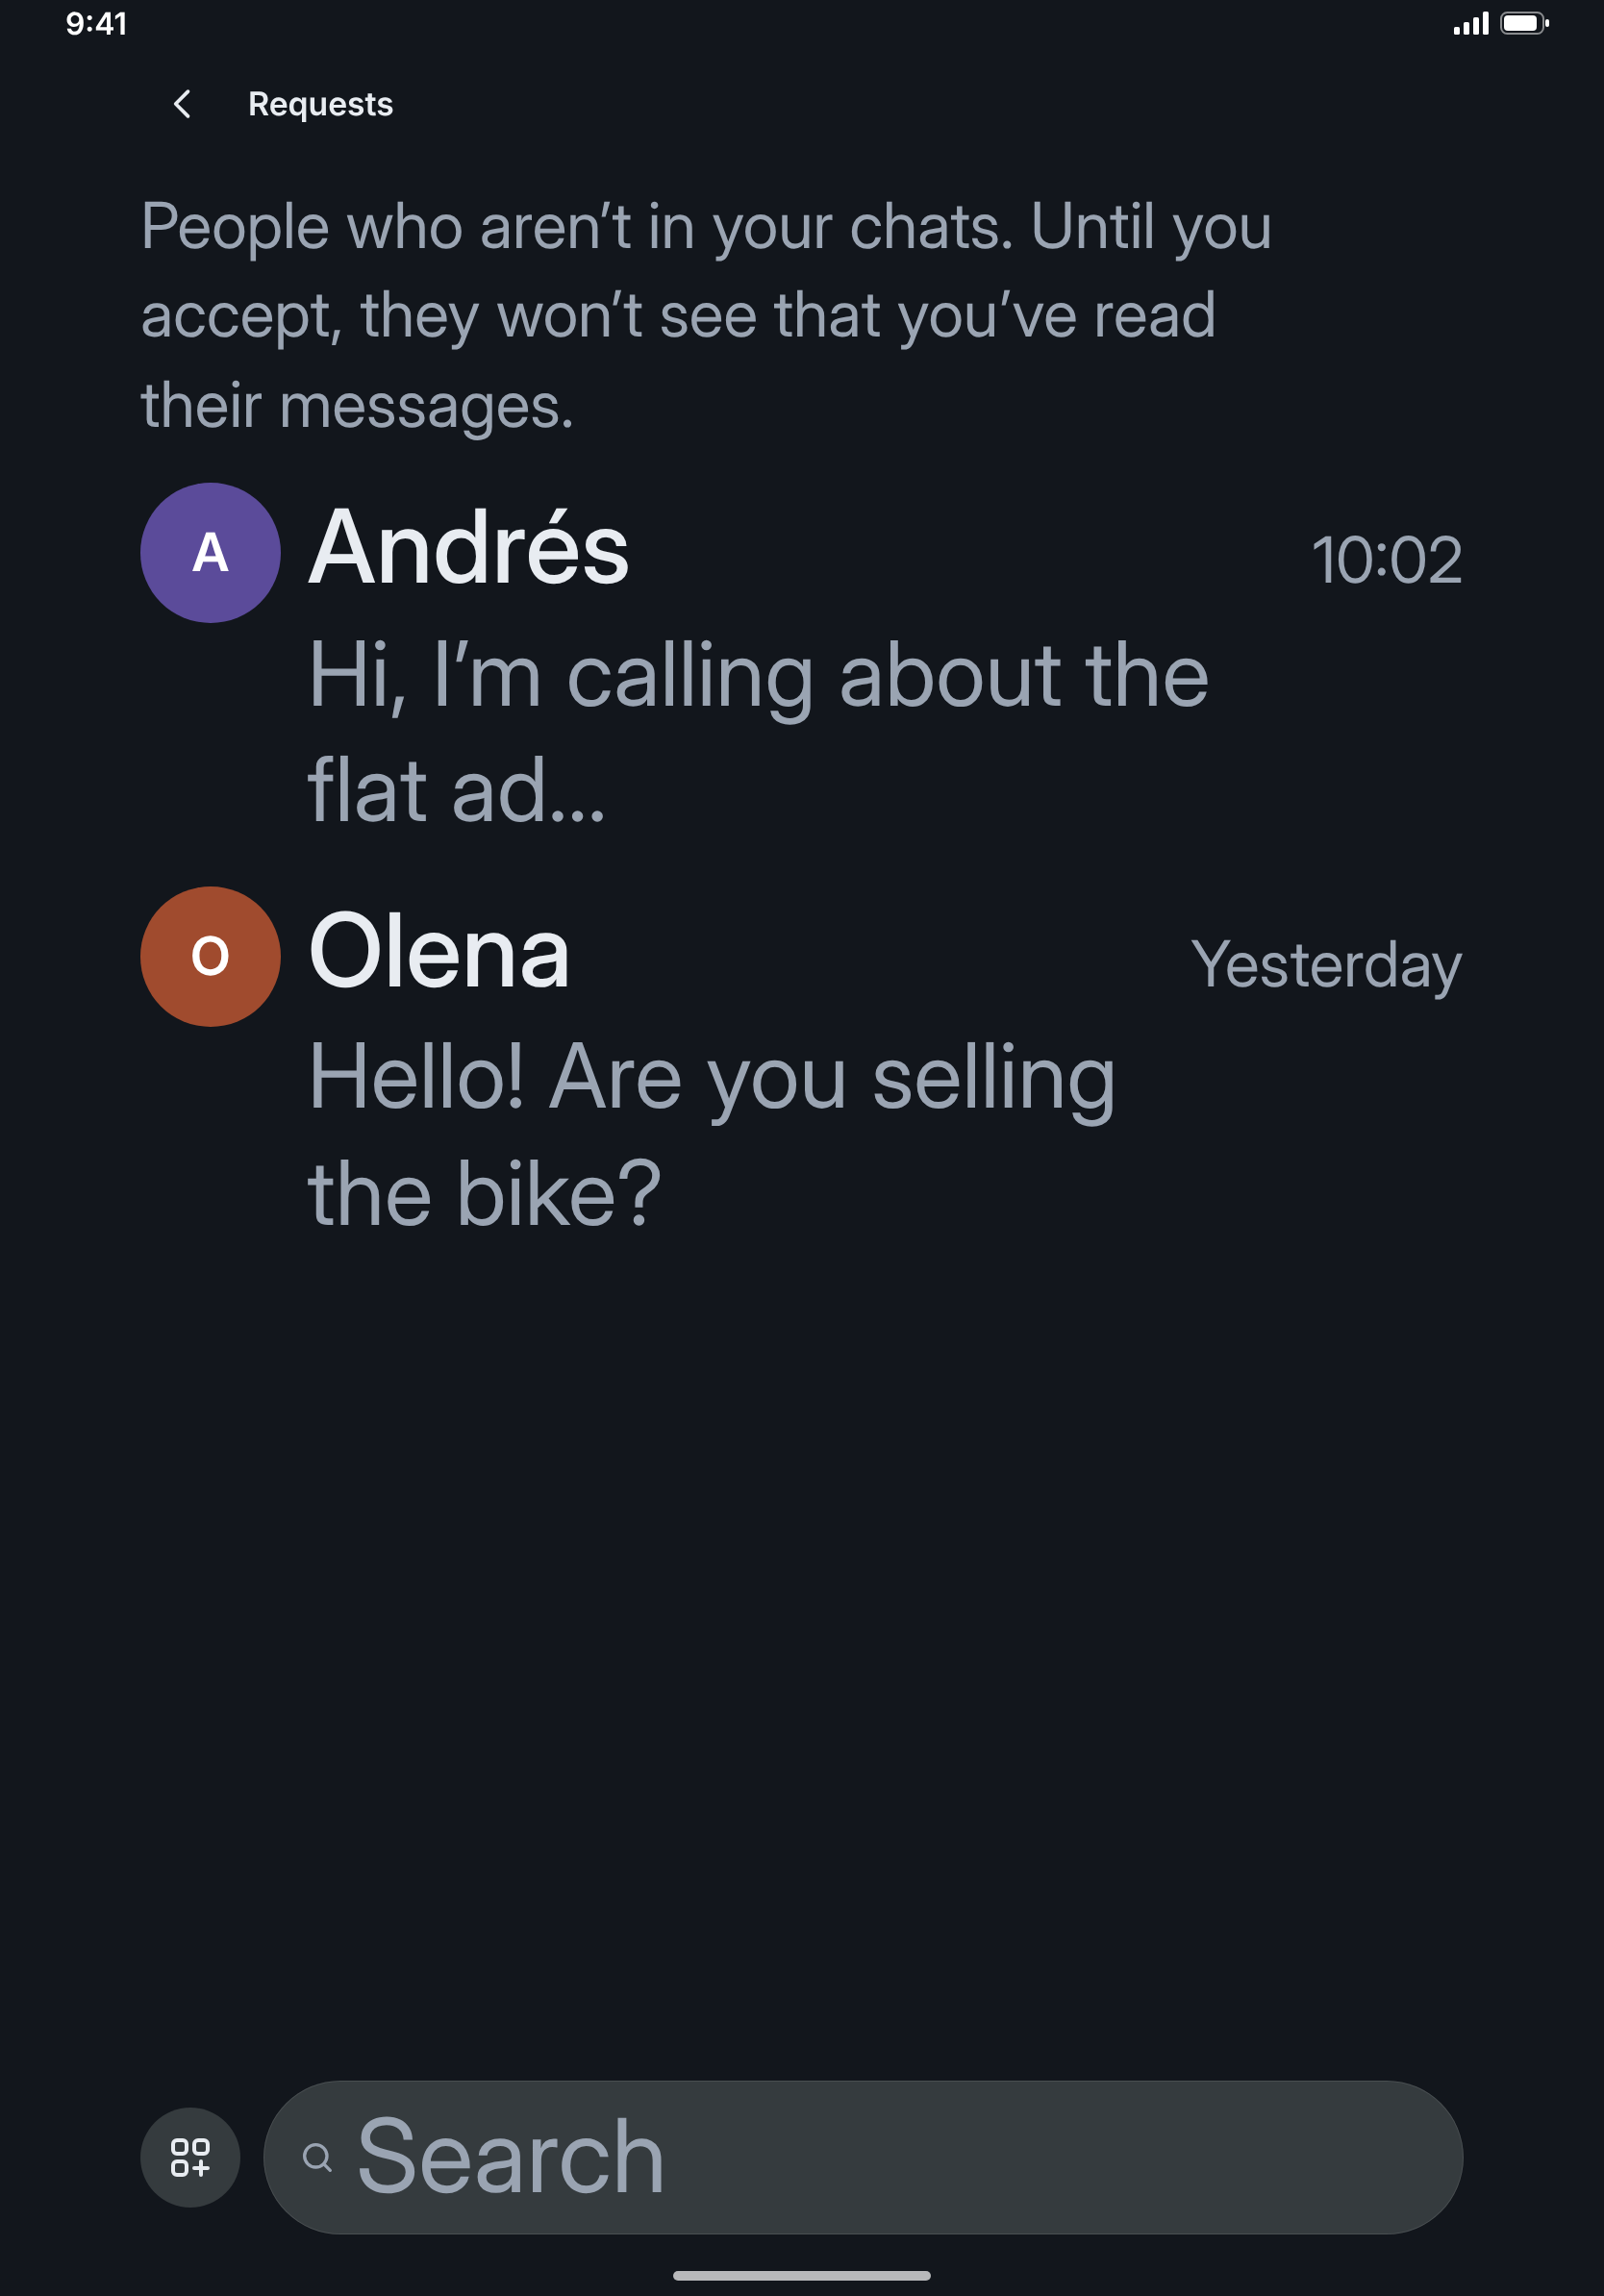 9:41
Requests
People who aren’t in your chats. Until you
accept, they won’t see that you’ve read
their messages.
A
Andrés
10:02
Hi, I’m calling about the
flat ad…
O
Olena
Yesterday
Hello! Are you selling
the bike?
Search